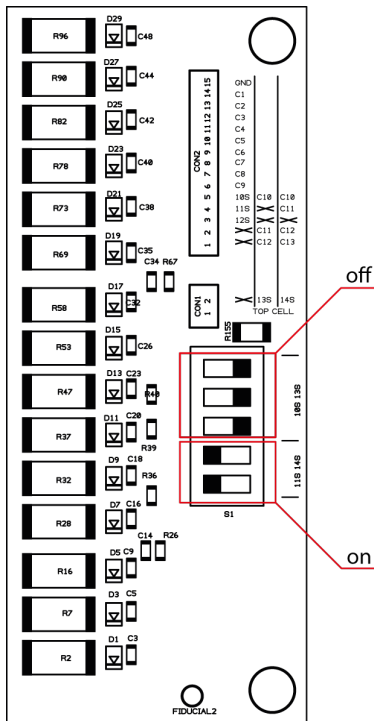 D29
R96
C48
D27
R90
C44
D25
R82
C42
D23
R78
C40
D21
R73
C38
D19
R69
C35
C34 R67
D17
R58
C32
D15
R53
C26
D13
C23
R47
R40
D11
C20
R37
R39
D9
C18
R32
R36
D7
C16
R28
C14 R26
D5
C9
R16
D3
C5
R7
D1
C3
R2
CON2
1 2 3 4 5 6 7 8 9 10 11 12 13 14 15
GND
C1
C2
C3
C4
C5
C6
C7
C8
C9
10S C10 C10
11S C11
12S
C11 C12
C12 C13
13S 14S
TOP CELL
CON1
1 2
R155
off
10S 13S
11S 14S
S1
on
FIDUCIAL2